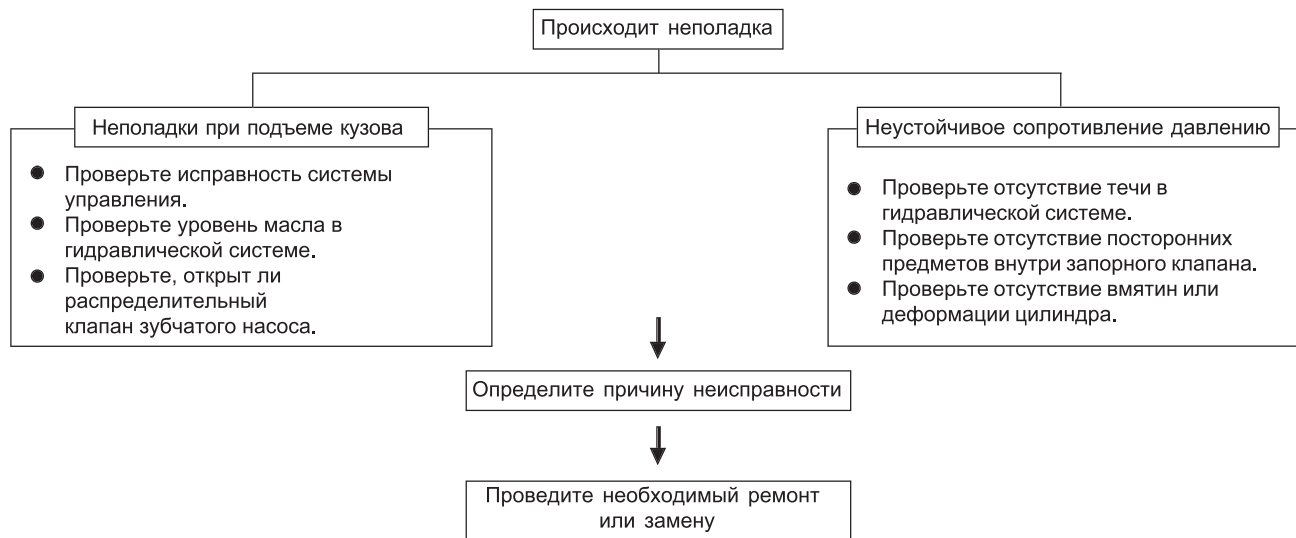 Происходит неполадка
Неполадки при подъеме кузова
● Проверьте исправность системы
управления.
● Проверьте уровень масла в
гидравлической системе.
● Проверьте, открыт ли
распределительный
клапан зубчатого насоса.
Неустойчивое сопротивление давлению
● Проверьте отсутствие течи в
гидравлической системе.
● Проверьте отсутствие посторонних
предметов внутри запорного клапана.
● Проверьте отсутствие вмятин или
деформации цилиндра.
Определите причину неисправности
Проведите необходимый ремонт
или замену